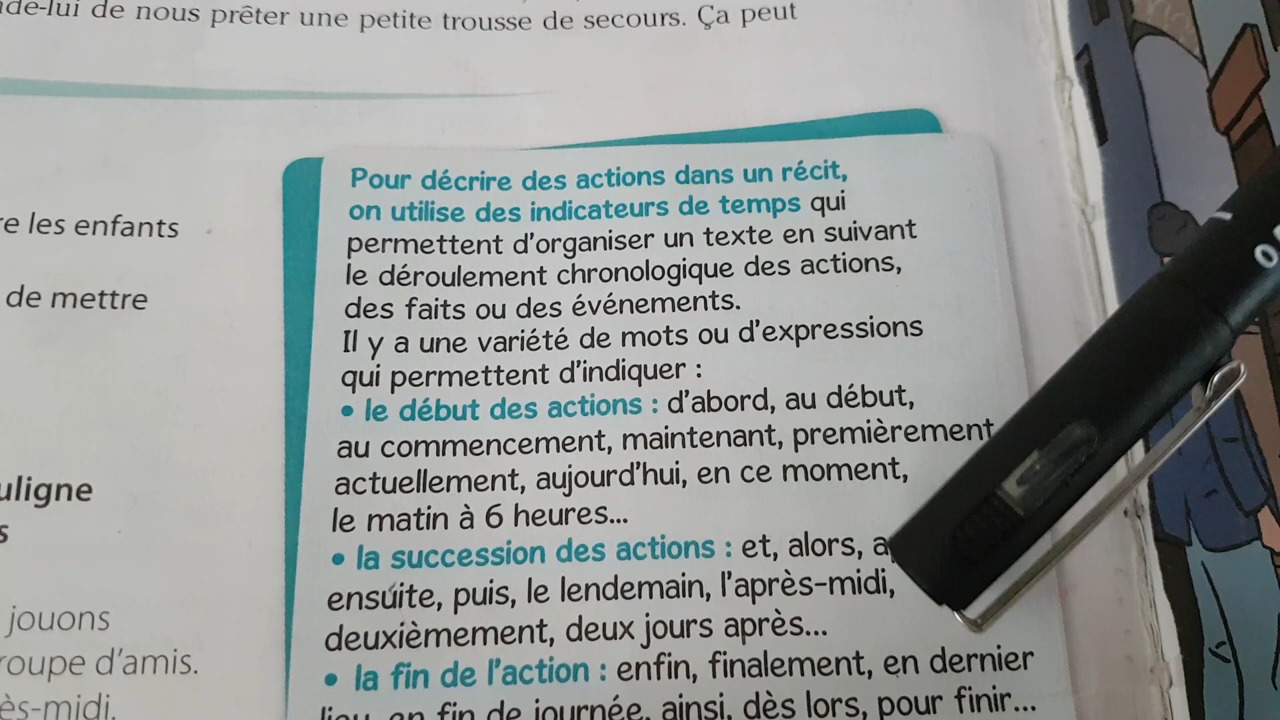 de-lui de nous prêter une petite trousse de secours. Ça peut
re les enfants
de mettre
uligne
s
jouons
roupe d'amis.
ès-midi.
Pour décrire des actions dans un récit,
on utilise des indicateurs de temps qui
permettent d'organiser un texte en suivant
le déroulement chronologique des actions,
des faits ou des événements.
Il y a une variété de mots ou d'expressions
qui permettent d'indiquer :
• le début des actions : d'abord, au début,
au commencement, maintenant, premièrement
actuellement, aujourd'hui, en ce moment,
le matin à 6 heures...
• la succession des actions : et, alors, a
ensuite, puis, le lendemain, l'après-midi,
deuxièmement, deux jours après...
• la fin de l'action : enfin, finalement, en dernier
lieu, en fin de journée, ainsi, dès lors, pour finir...